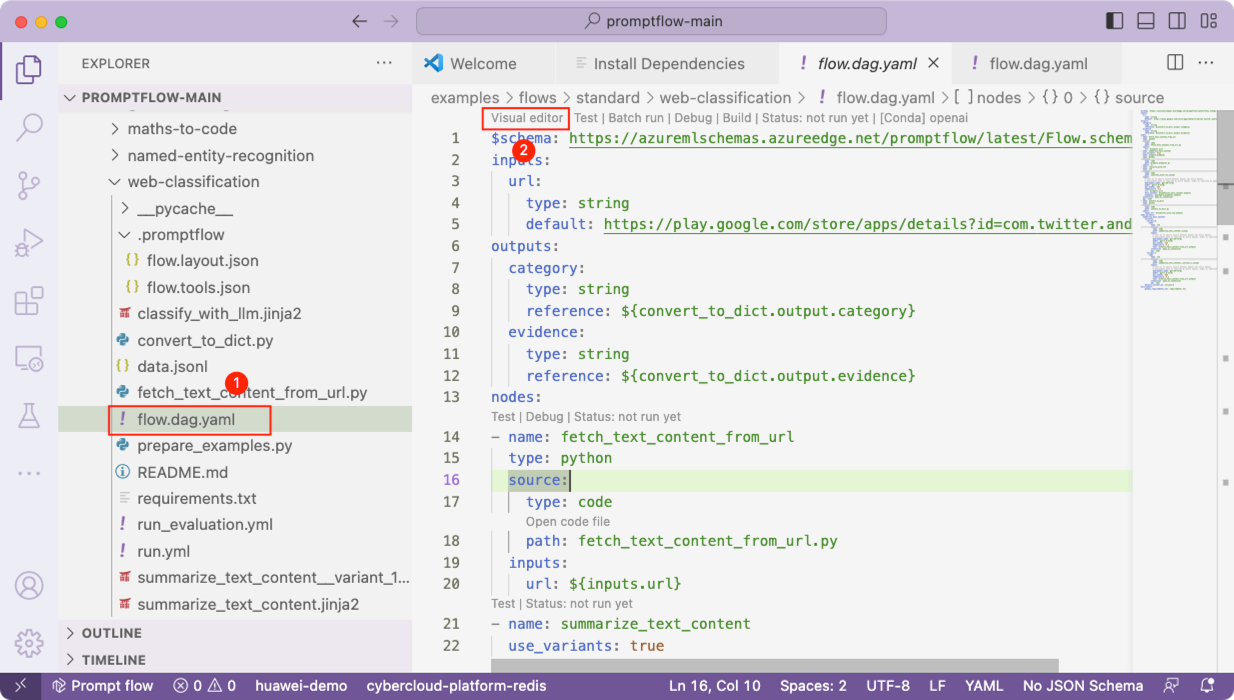 promptflow-main
EXPLORER
PROMPTFLOW-MAIN
maths-to-code
named-entity-recognition
web-classification
__pycache__
.promptflow
{} flow.layout.json
{} flow.tools.json
classify_with_llm.jinja2
convert_to_dict.py
{} data.jsonl
1
fetch_text_content_from_url.py
! flow.dag.yaml
prepare_examples.py
README.md
requirements.txt
! run_evaluation.yml
! run.yml
summarize_text_content__variant_1...
summarize_text_content.jinja2
OUTLINE
TIMELINE
Welcome
Install Dependencies
! flow.dag.yaml
! flow.dag.yaml
examples > flows > standard > web-classification > ! flow.dag.yaml > [ ] nodes > {} 0 > {} source
Visual editor | Test | Batch run | Debug | Build | Status: not run yet | [Conda] openai
2
1 $schema: https://azuremlschemas.azureedge.net/promptflow/latest/Flow.schem
2 inputs:
3 url:
4 type: string
5 default: https://play.google.com/store/apps/details?id=com.twitter.and
6 outputs:
7 category:
8 type: string
9 reference: ${convert_to_dict.output.category}
10 evidence:
11 type: string
12 reference: ${convert_to_dict.output.evidence}
13 nodes:
Test | Debug | Status: not run yet
14 - name: fetch_text_content_from_url
15 type: python
16 source:
17 type: code
Open code file
18 path: fetch_text_content_from_url.py
19 inputs:
20 url: ${inputs.url}
Test | Status: not run yet
21 - name: summarize_text_content
22 use_variants: true
Prompt flow
0
0
huawei-demo
cybercloud-platform-redis
Ln 16, Col 10
Spaces: 2
UTF-8
LF
YAML
No JSON Schema